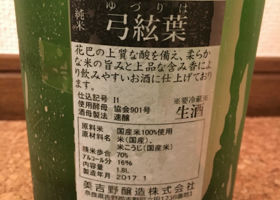 ゆづりは
純米
弓絃葉
花巴の上質な酸を備え、柔らか
な米の旨みと上品な含み香によ
り飲みやすいお酒に仕上げており
ます。
仕込記号 I1
使用酵母 協会901号
酒母製法 速醸
※要冷蔵※
生酒
原料米 国産米100%使用
原材料 米(国産)、
米こうじ(国産米)
精米歩合 70%
アルコール分 16%
内容量 1.8L
製造年月 2017.1
美吉野醸造株式会社